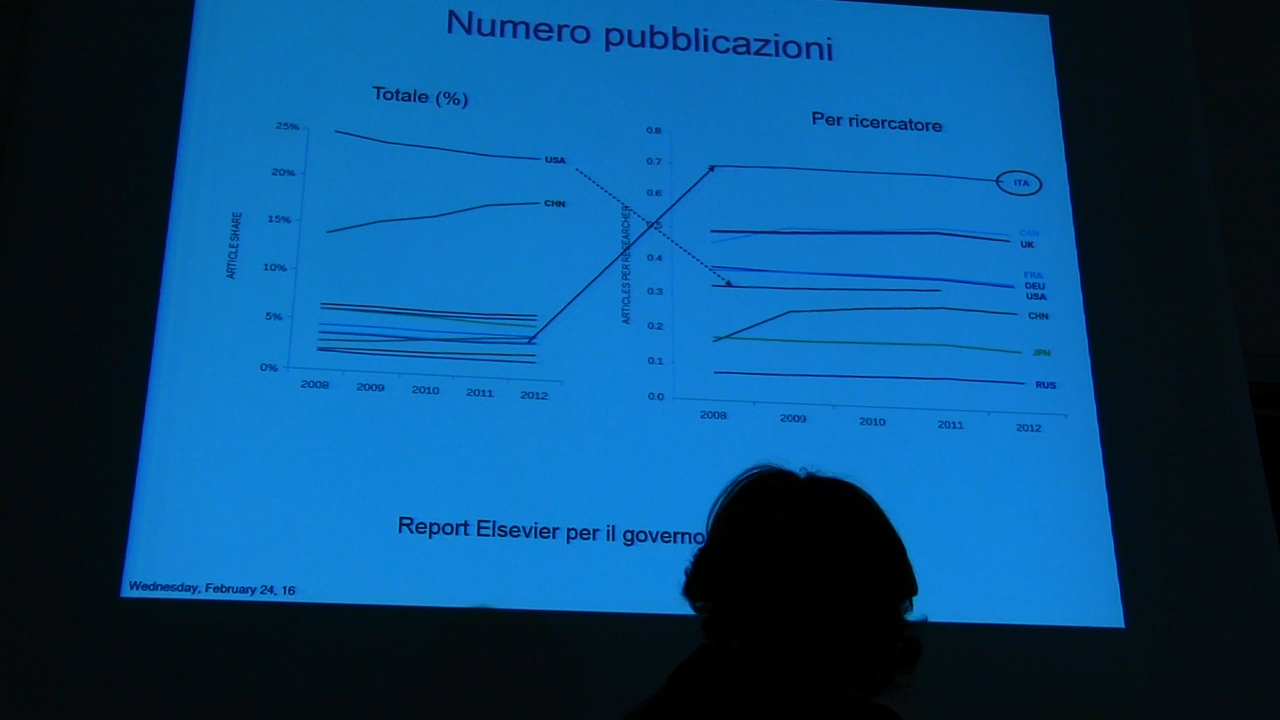 Numero pubblicazioni
Totale (%)
25%
20%
15%
10%
5%
0%
ARTICLE SHARE
USA
CHN
2008 2009 2010 2011 2012
Per ricercatore
0.8
0.7
0.6
0.5
0.4
0.3
0.2
0.1
0.0
ARTICLES PER RESEARCHER
ITA
CAN
UK
FRA
DEU
USA
CHN
JPN
RUS
2008 2009 2010 2011 2012
Report Elsevier per il governo
Wednesday, February 24, 16